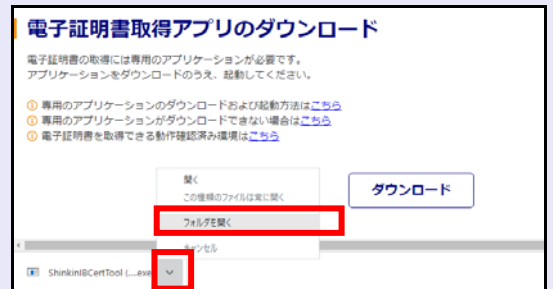 電子証明書取得アプリのダウンロード
電子証明書の取得には専用のアプリケーションが必要です。
アプリケーションをダウンロードのうえ、起動してください。
① 専用のアプリケーションのダウンロードおよび起動方法はこちら
① 専用のアプリケーションがダウンロードできない場合はこちら
① 電子証明書を取得できる動作確認済み環境はこちら
開く
この種類のファイルは常に開く
ダウンロード
フォルダを開く
キャンセル
ShinkinIBCertTool (....exe